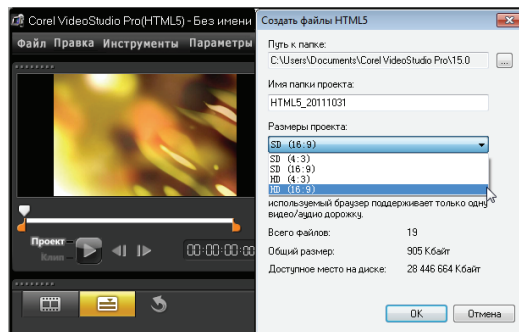 Corel VideoStudio Pro(HTML5) - Без имени
Файл Правка Инструменты Параметры
Проект
Клип
00:00:00:00
Создать файлы HTML5
Путь к папке:
C:\Users\Documents\Corel VideoStudio Pro\15.0
...
Имя папки проекта:
HTML5_20111031
Размеры проекта:
SD (16:9)
SD (4:3)
SD (16:9)
HD (4:3)
HD (16:9)
используемый браузер поддерживает только одну
видео/аудио дорожку.
Всего файлов: 19
Общий размер: 905 Кбайт
Доступное место на диске: 28 446 664 Кбайт
OK Отмена